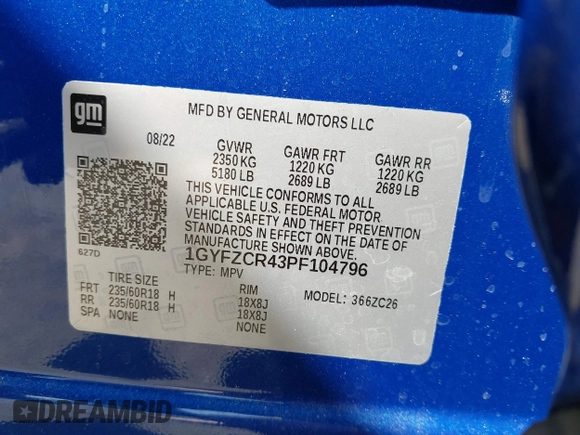 gm
MFD BY GENERAL MOTORS LLC
08/22 GVWR GAWR FRT GAWR RR
2350 KG 1220 KG 1220 KG
5180 LB 2689 LB 2689 LB
THIS VEHICLE CONFORMS TO ALL
APPLICABLE U.S. FEDERAL MOTOR
VEHICLE SAFETY AND THEFT PREVENTION
STANDARDS IN EFFECT ON THE DATE OF
MANUFACTURE SHOWN ABOVE.
627D
1GYFZCR43PF104796
TYPE: MPV
TIRE SIZE RIM MODEL: 366ZC26
FRT 235/60R18 H 18X8J
RR 235/60R18 H 18X8J
SPA NONE NONE
DREAMBID